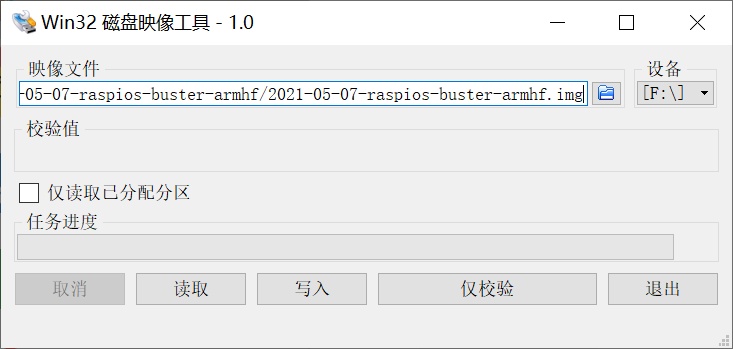 Win32 磁盘映像工具 - 1.0
映像文件
设备
-05-07-raspios-buster-armhf/2021-05-07-raspios-buster-armhf.img
[F:\]
校验值
仅读取已分配分区
任务进度
取消
读取
写入
仅校验
退出